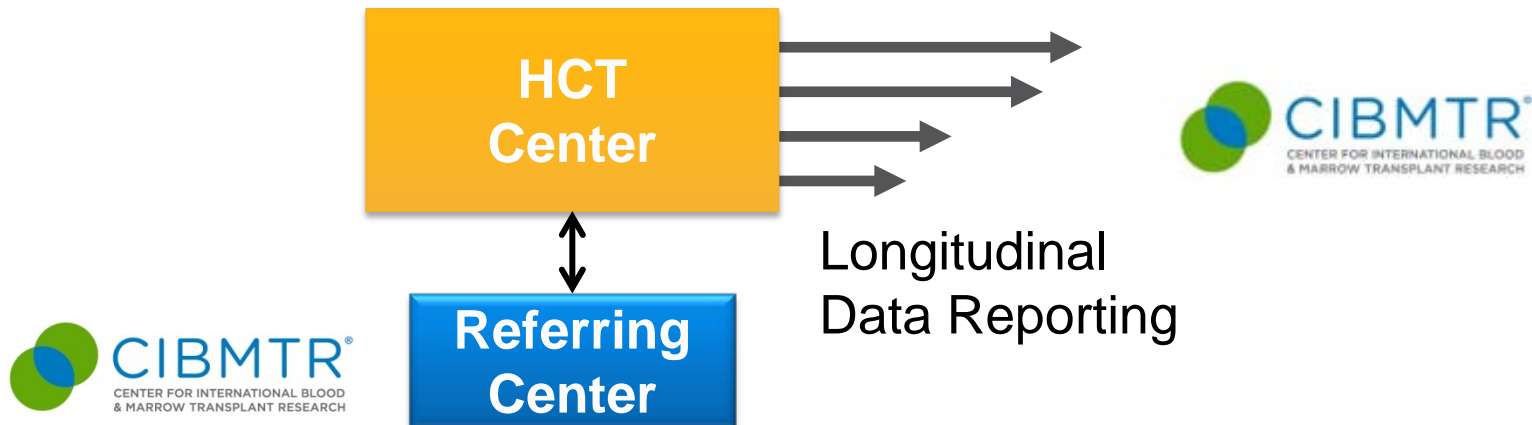 HCT
Center
CIBMTR®
CENTER FOR INTERNATIONAL BLOOD
& MARROW TRANSPLANT RESEARCH
Longitudinal
Data Reporting
Referring
Center
CIBMTR®
CENTER FOR INTERNATIONAL BLOOD
& MARROW TRANSPLANT RESEARCH